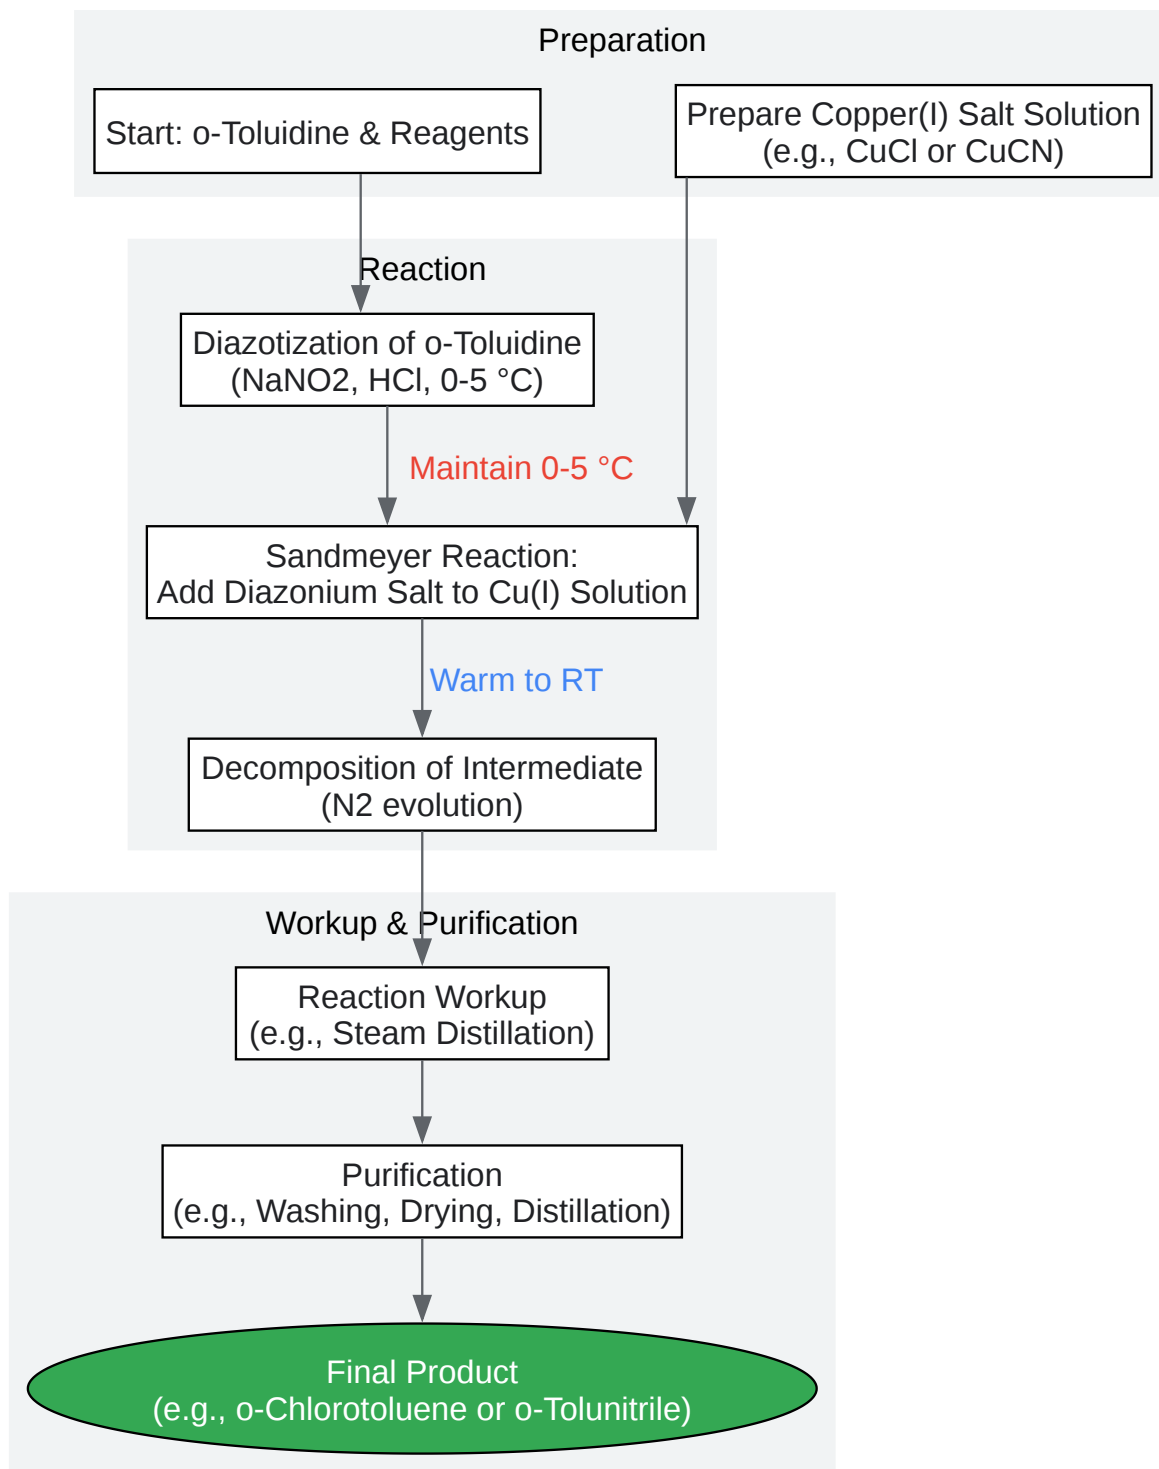 Preparation
Start: o-Toluidine & Reagents
Prepare Copper(I) Salt Solution
(e.g., CuCl or CuCN)
Reaction
Diazotization of o-Toluidine
(NaNO2, HCl, 0-5 °C)
Maintain 0-5 °C
Sandmeyer Reaction:
Add Diazonium Salt to Cu(I) Solution
Warm to RT
Decomposition of Intermediate
(N2 evolution)
Workup & Purification
Reaction Workup
(e.g., Steam Distillation)
Purification
(e.g., Washing, Drying, Distillation)
Final Product
(e.g., o-Chlorotoluene or o-Tolunitrile)